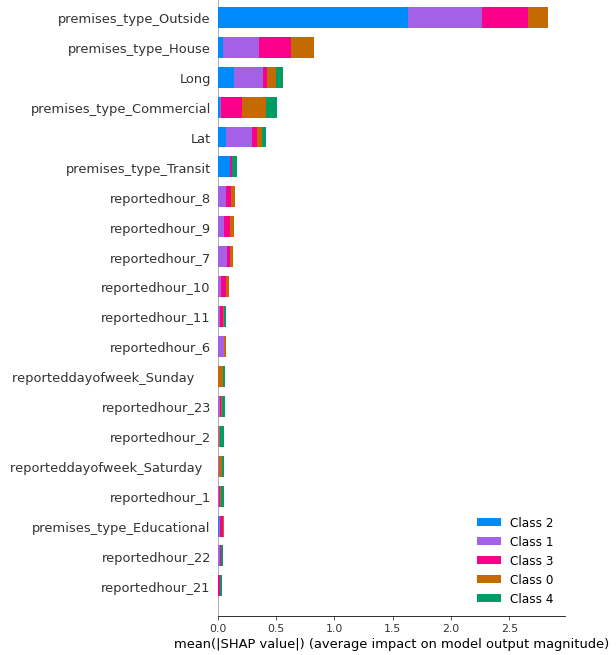 premises_type_Outside
premises_type_House
Long
premises_type_Commercial
Lat
premises_type_Transit
reportedhour_8
reportedhour_9
reportedhour_7
reportedhour_10
reportedhour_11
reportedhour_6
reporteddayofweek_Sunday
reportedhour_23
reportedhour_2
reporteddayofweek_Saturday
reportedhour_1
premises_type_Educational
reportedhour_22
reportedhour_21
Class 2
Class 1
Class 3
Class 0
Class 4
0.0 0.5 1.0 1.5 2.0 2.5
mean(|SHAP value|) (average impact on model output magnitude)